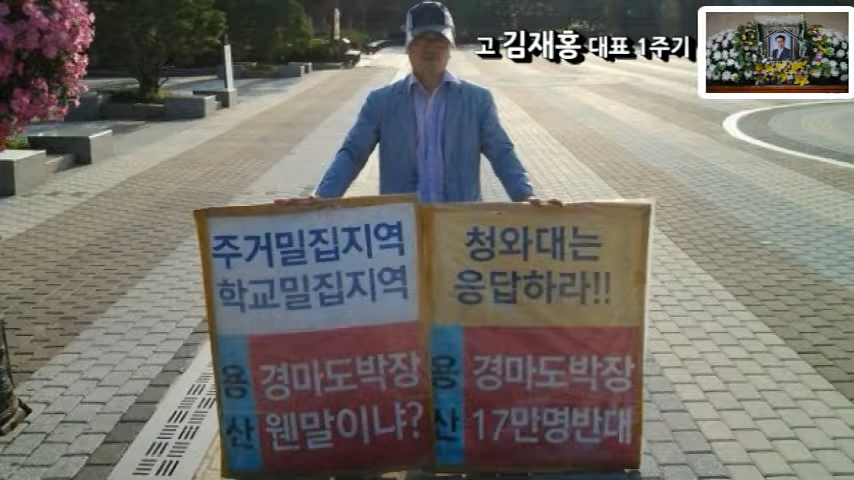 고 김재홍 대표 1주기
주거밀집지역
학교밀집지역
용산
경마도박장
웬말이냐?
청와대는
응답하라!!
용산
경마도박장
17만명반대